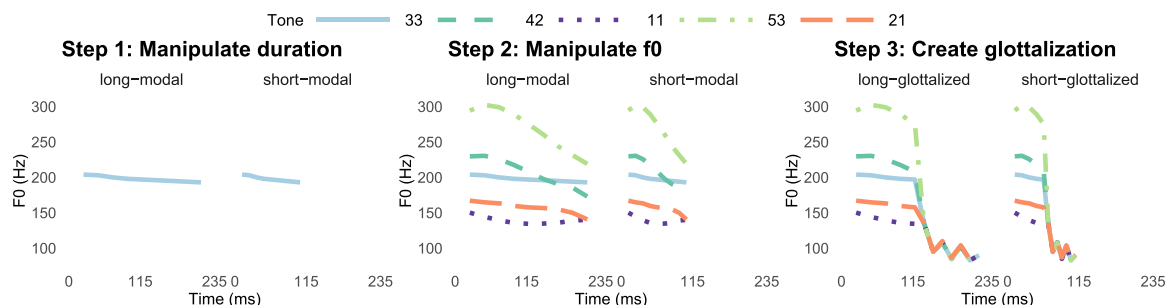 Tone 33 42 11 53 21
Step 1: Manipulate duration Step 2: Manipulate f0 Step 3: Create glottalization
long−modal short−modal long−modal short−modal long−glottalized short−glottalized
F0 (Hz) 300 250 200 150 100
F0 (Hz) 300 250 200 150 100
F0 (Hz) 300 250 200 150 100
0 115 235 0 115 235 0 115 235 0 115 235 0 115 235 0 115 235
Time (ms) Time (ms) Time (ms)